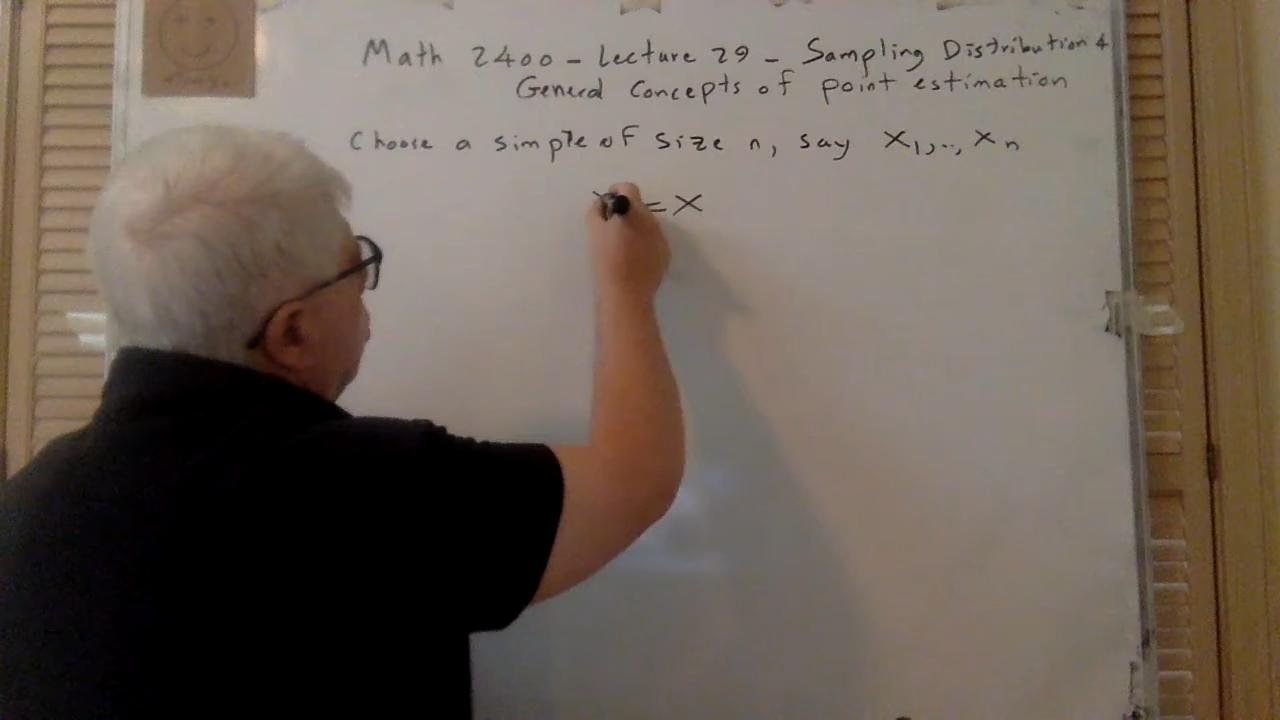 Math 2400 - Lecture 29 - Sampling Distribution &
General Concepts of point estimation
Choose a simple of size n, say X1,..,Xn
= X